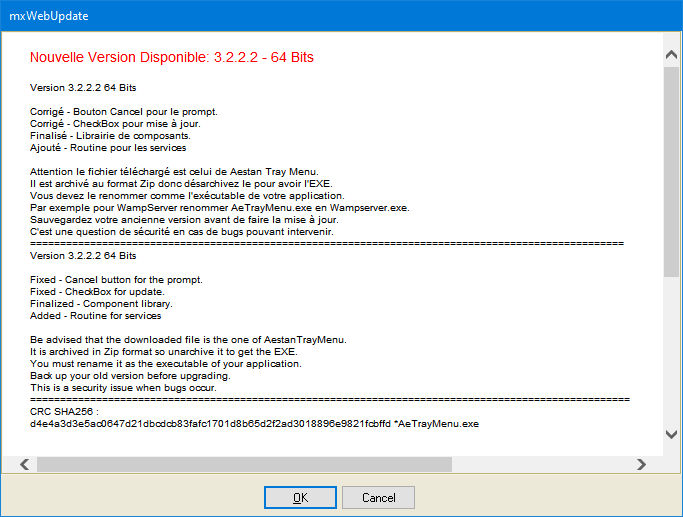 mxWebUpdate
Nouvelle Version Disponible: 3.2.2.2 - 64 Bits
Version 3.2.2.2 64 Bits
Corrigé - Bouton Cancel pour le prompt.
Corrigé - CheckBox pour mise à jour.
Finalisé - Librairie de composants.
Ajouté - Routine pour les services
Attention le fichier téléchargé est celui de Aestan Tray Menu.
Il est archivé au format Zip donc désarchivez le pour avoir l'EXE.
Vous devez le renommer comme l'exécutable de votre application.
Par exemple pour WampServer renommer AeTrayMenu.exe en Wampserver.exe.
Sauvegardez votre ancienne version avant de faire la mise à jour.
C'est une question de sécurité en cas de bugs pouvant intervenir.
===================================================================================================
Version 3.2.2.2 64 Bits
Fixed - Cancel button for the prompt.
Fixed - CheckBox for update.
Finalized - Component library.
Added - Routine for services
Be advised that the downloaded file is the one of AestanTrayMenu.
It is archived in Zip format so unarchive it to get the EXE.
You must rename it as the executable of your application.
Back up your old version before upgrading.
This is a security issue when bugs occur.
====================================================================================================
CRC SHA256 :
d4e4a3d3e5ac0647d21dbcdcb83fafc1701d8b65d2f2ad3018896e9821fcbffd *AeTrayMenu.exe
OK
Cancel